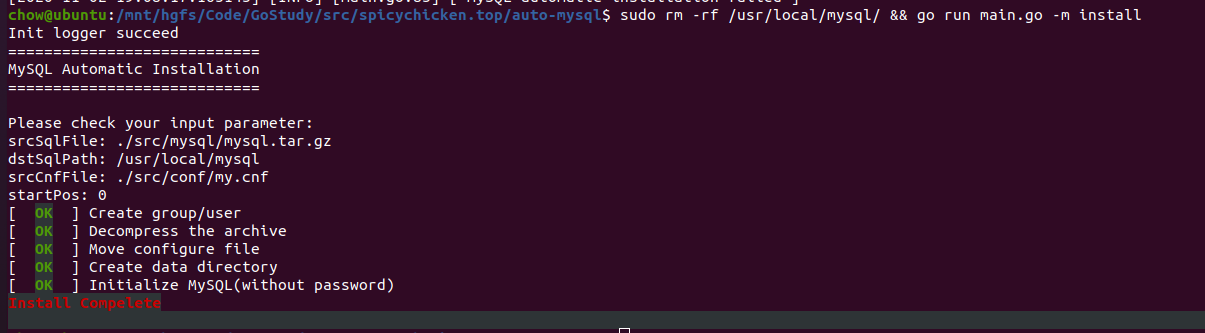 chow@ubuntu:/mnt/hgfs/Code/GoStudy/src/spicychicken.top/auto-mysql$ sudo rm -rf /usr/local/mysql/ && go run main.go -m install
Init logger succeed
============================
MySQL Automatic Installation
============================
Please check your input parameter:
srcSqlFile: ./src/mysql/mysql.tar.gz
dstSqlPath: /usr/local/mysql
srcCnfFile: ./src/conf/my.cnf
startPos: 0
[  OK  ] Create group/user
[  OK  ] Decompress the archive
[  OK  ] Move configure file
[  OK  ] Create data directory
[  OK  ] Initialize MySQL(without password)
Install Compelete